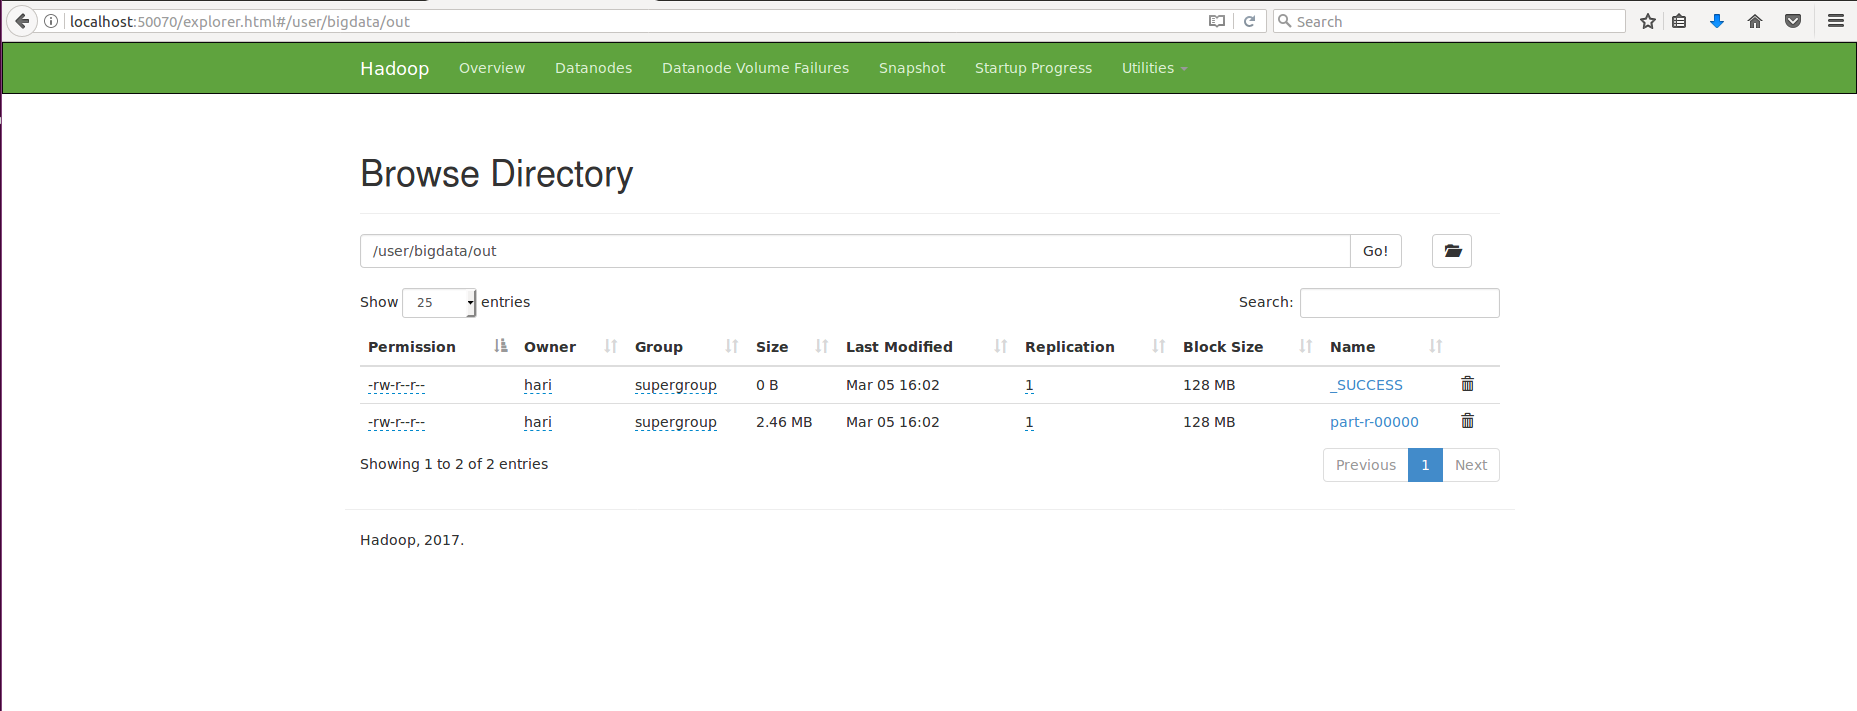 localhost:50070/explorer.html#/user/bigdata/out Search
Hadoop Overview Datanodes Datanode Volume Failures Snapshot Startup Progress Utilities
Browse Directory
/user/bigdata/out Go!
Show 25 entries Search:
Permission Owner Group Size Last Modified Replication Block Size Name
-rw-r--r-- hari supergroup 0 B Mar 05 16:02 1 128 MB _SUCCESS
-rw-r--r-- hari supergroup 2.46 MB Mar 05 16:02 1 128 MB part-r-00000
Showing 1 to 2 of 2 entries Previous 1 Next
Hadoop, 2017.